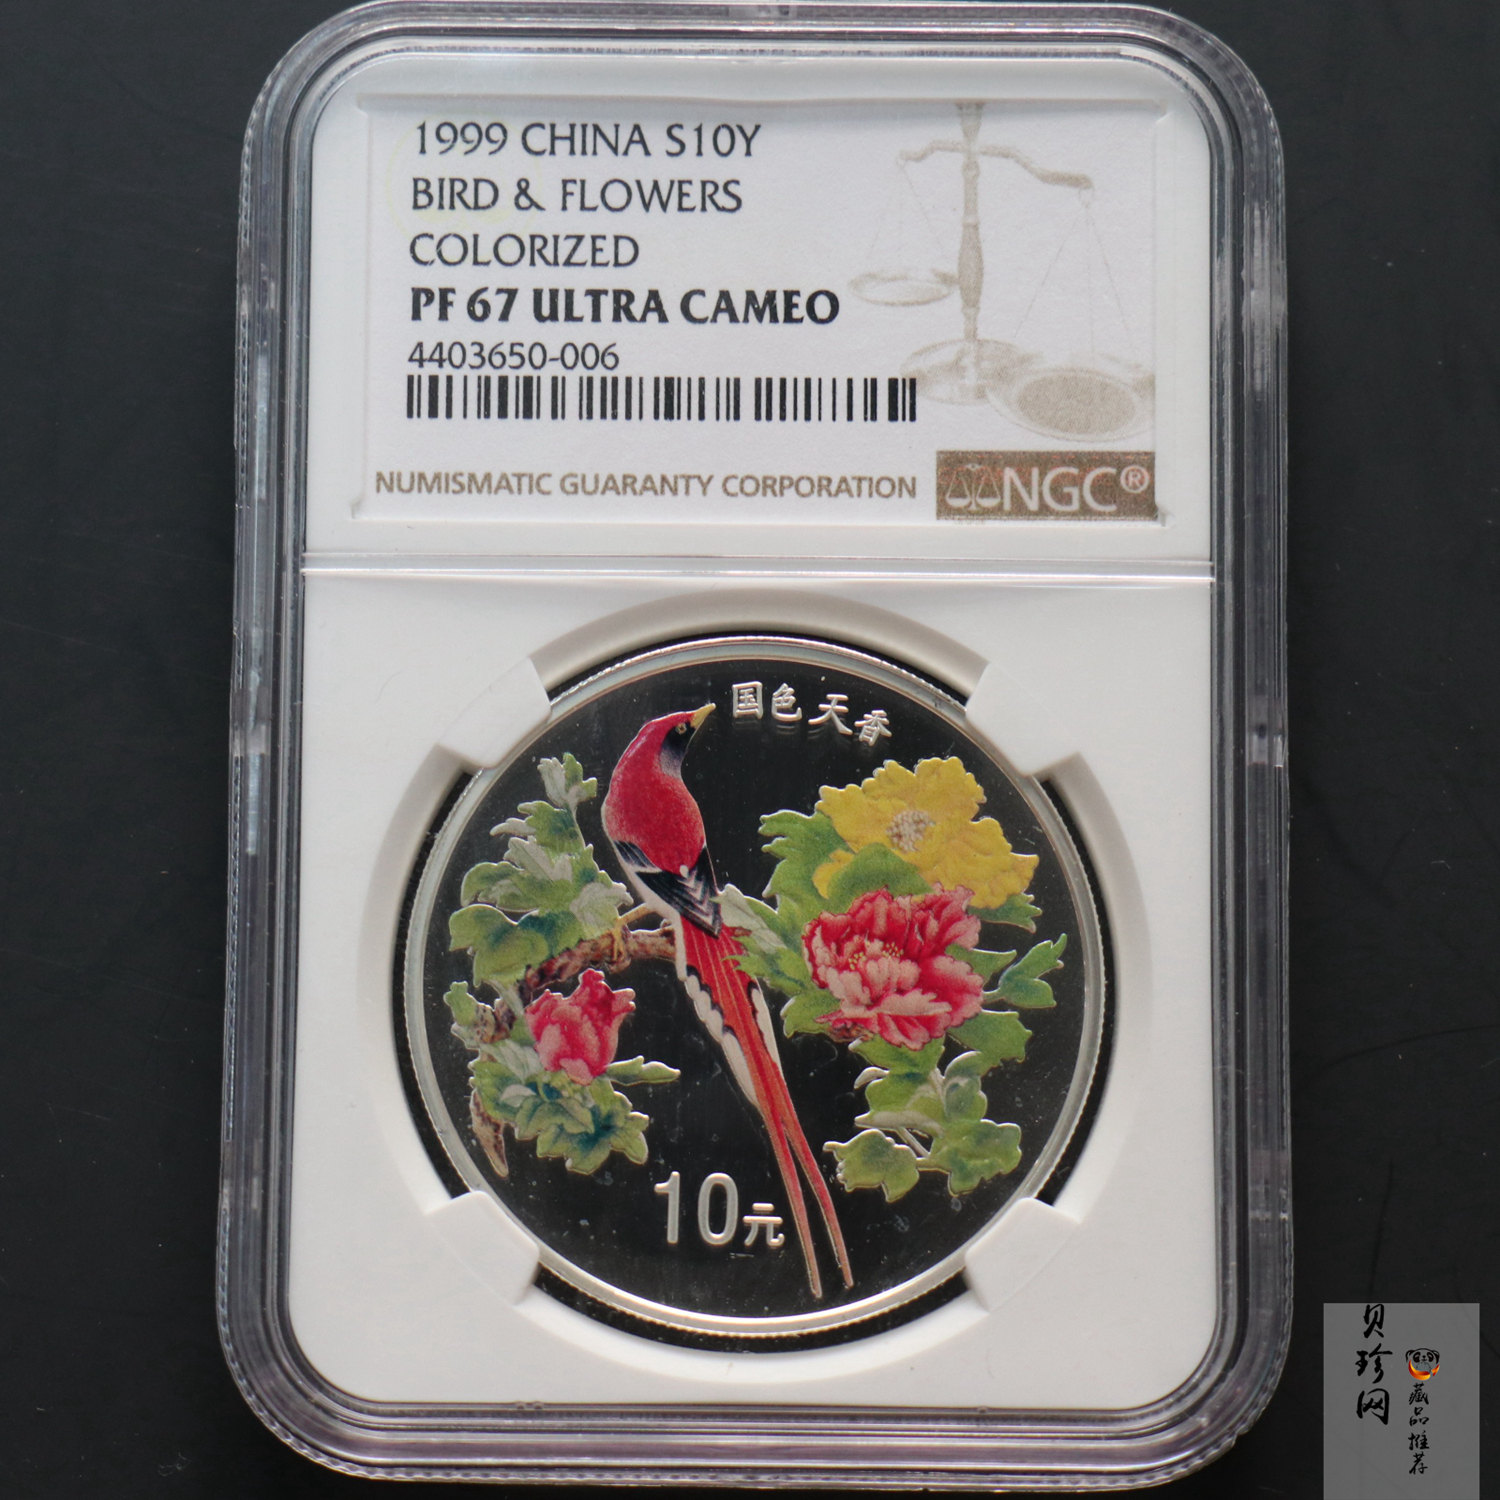 1999 CHINA S10Y
BIRD & FLOWERS
COLORIZED
PF 67 ULTRA CAMEO
4403650-006
NUMISMATIC GUARANTY CORPORATION
NGC®
国色天香
10元
贝珍网
藏品推荐